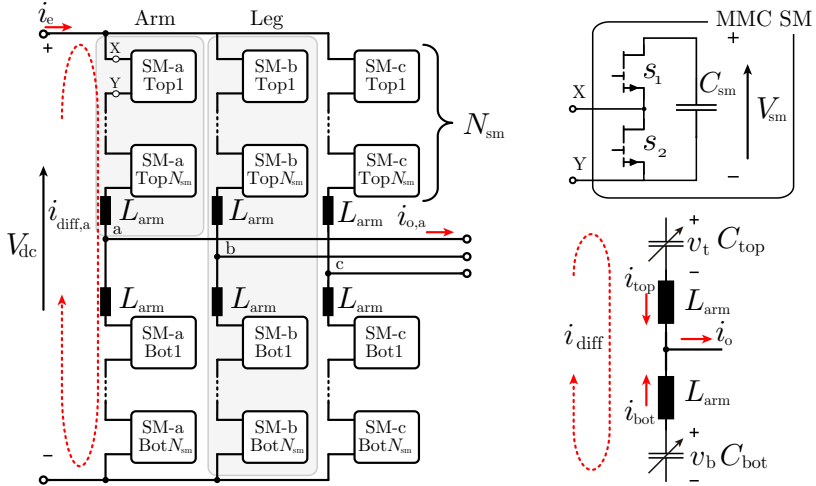 i_e Arm Leg
+
X
SM-a Top1
SM-b Top1
SM-c Top1
Y
N_sm
SM-a TopN_sm
SM-b TopN_sm
SM-c TopN_sm
i_diff,a
L_arm L_arm L_arm
i_o,a
V_dc
a
b
c
L_arm L_arm L_arm
SM-a Bot1
SM-b Bot1
SM-c Bot1
SM-a BotN_sm
SM-b BotN_sm
SM-c BotN_sm
−
MMC SM
+
s_1
C_sm
X
V_sm
s_2
Y
−
+
v_t C_top
−
i_top
L_arm
i_diff
i_o
L_arm
i_bot
+
v_b C_bot
−